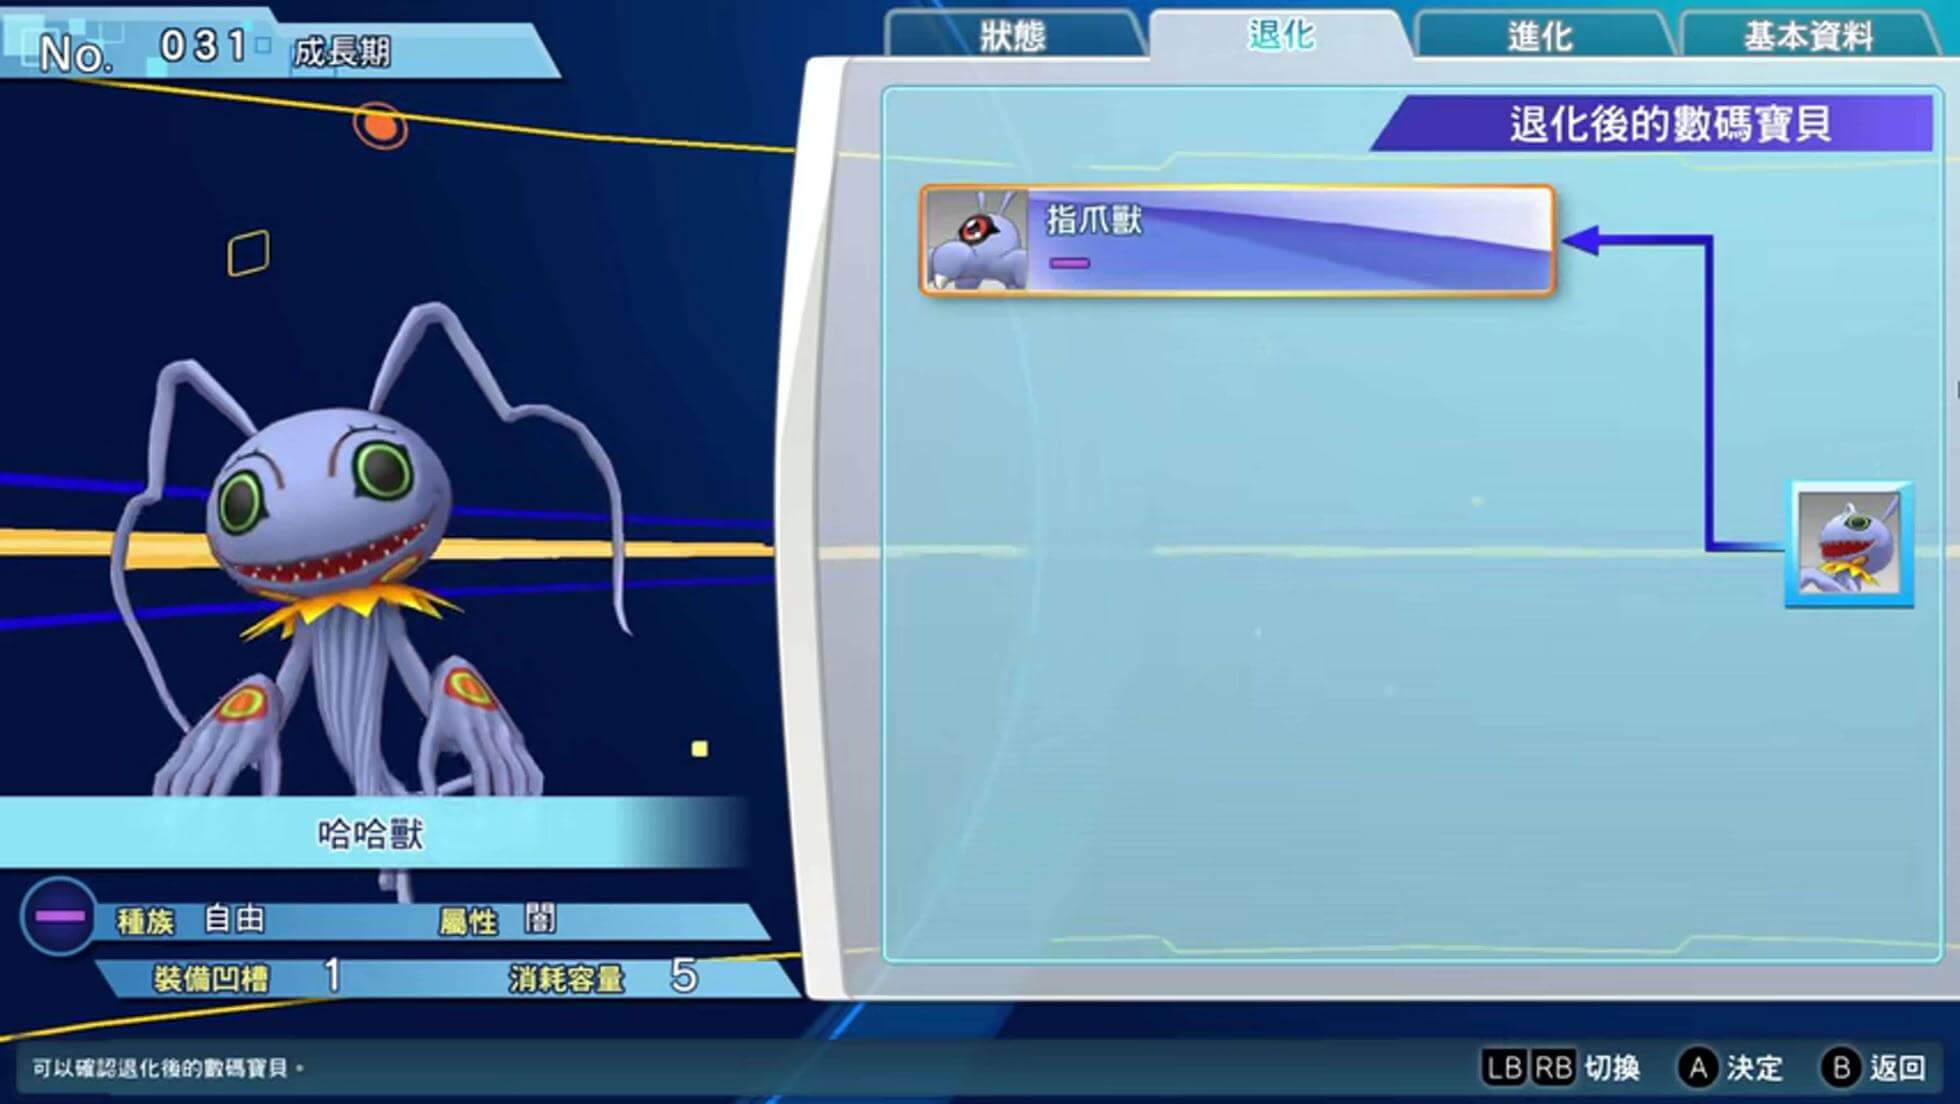 No. 031 成長期
狀態 退化 進化 基本資料
退化後的數碼寶貝
指爪獸
哈哈獸
種族 自由 屬性 闇
裝備凹槽 1 消耗容量 5
可以確認退化後的數碼寶貝。
LB RB 切換 A 決定 B 返回